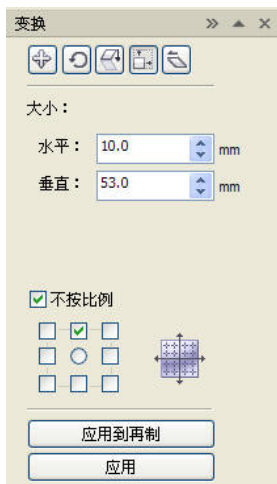 变换
大小：
水平： 10.0 mm
垂直： 53.0 mm
不按比例
应用到再制
应用